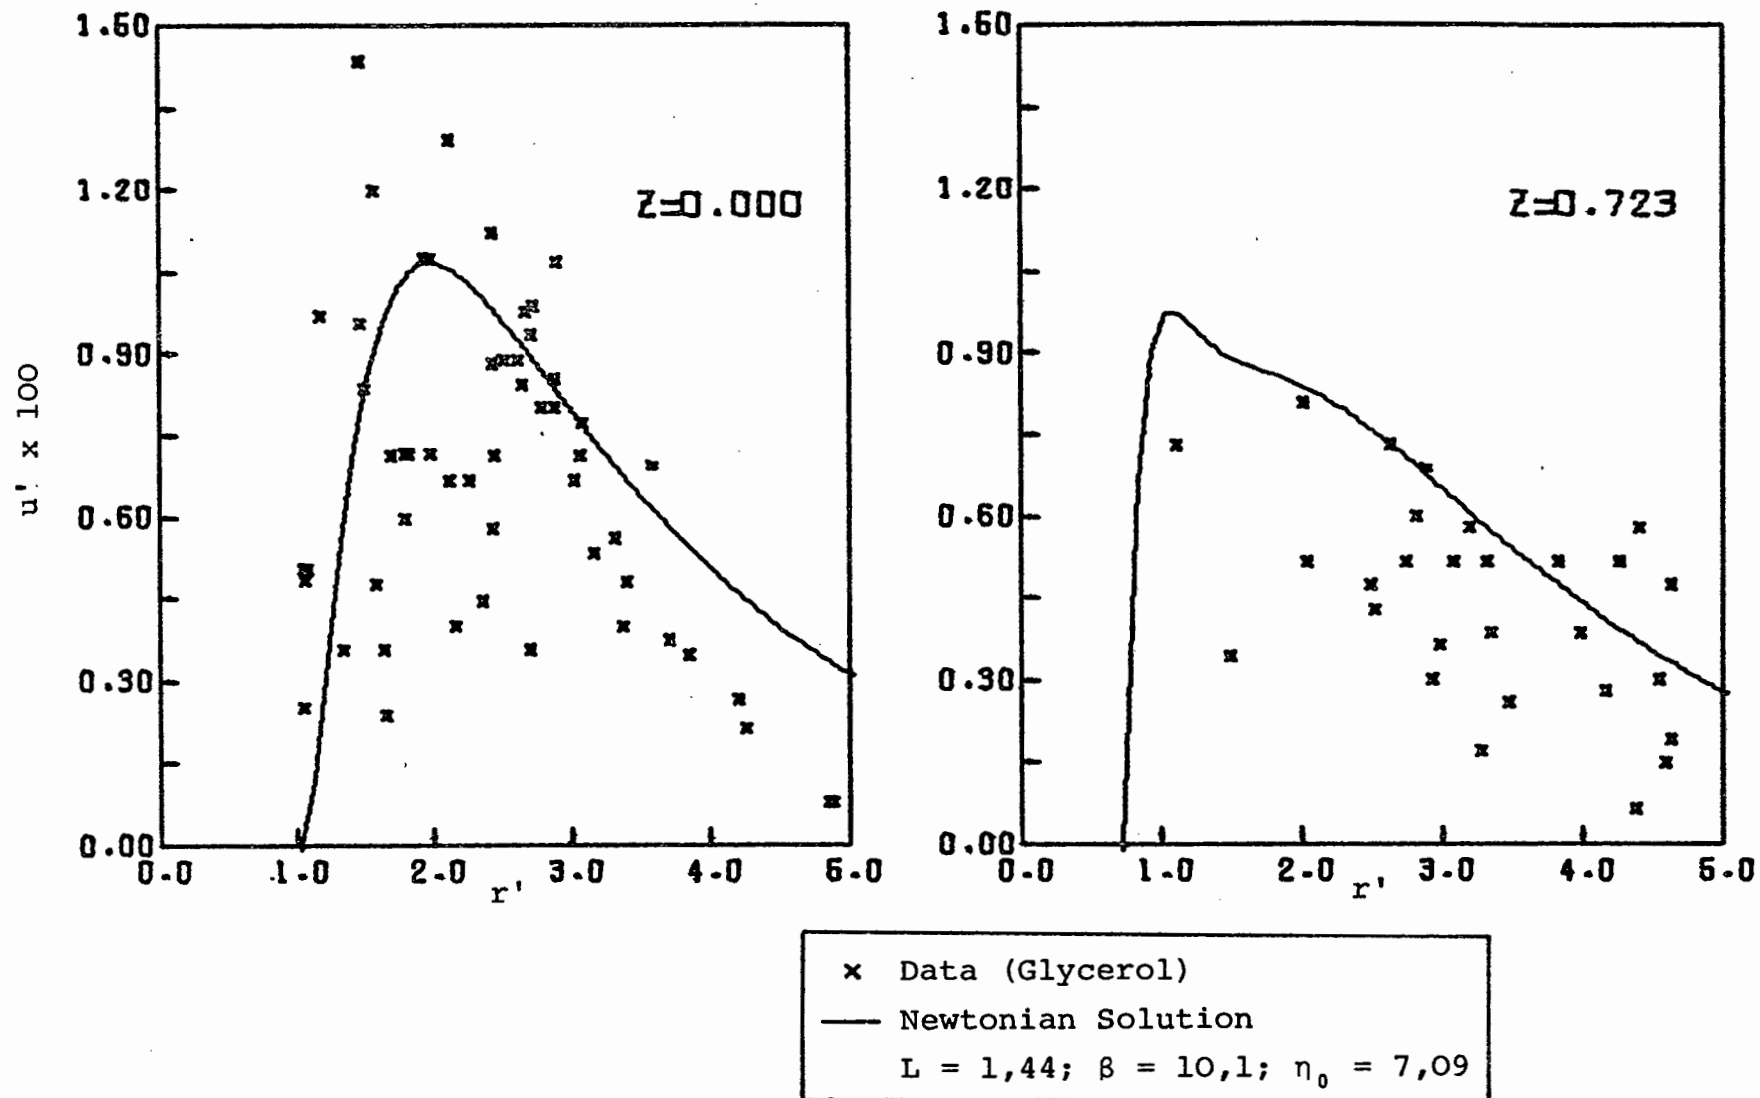 1.50
1.20
0.90
0.60
0.30
0.00
u' x 100
Z=0.000
0.0 1.0 2.0 3.0 4.0 5.0
r'
1.50
1.20
0.90
0.60
0.30
0.00
Z=0.723
0.0 1.0 2.0 3.0 4.0 5.0
r'
x Data (Glycerol)
Newtonian Solution
L = 1,44; β = 10,1; η₀ = 7,09